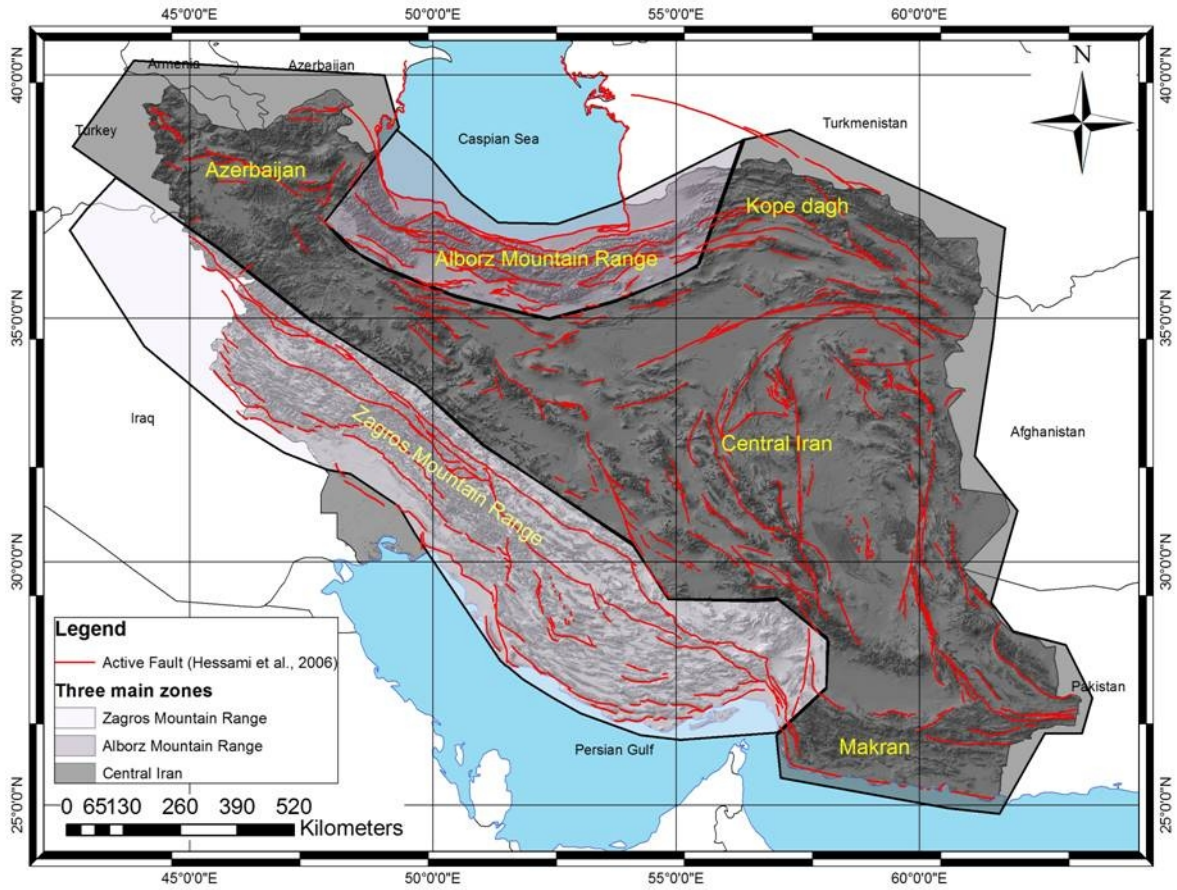 45°0'0"E 50°0'0"E 55°0'0"E 60°0'0"E
40°0'0"N 40°0'0"N
Armenia Azerbaijan
N
Turkey
Caspian Sea
Turkmenistan
Azerbaijan
Kope dagh
Alborz Mountain Range
35°0'0"N 35°0'0"N
Iraq
Zagros Mountain Range
Central Iran
Afghanistan
30°0'0"N 30°0'0"N
Legend
Active Fault (Hessami et al., 2006)
Three main zones
Zagros Mountain Range
Alborz Mountain Range
Central Iran
Pakistan
Persian Gulf
Makran
25°0'0"N 25°0'0"N
0 65130 260 390 520
Kilometers
45°0'0"E 50°0'0"E 55°0'0"E 60°0'0"E